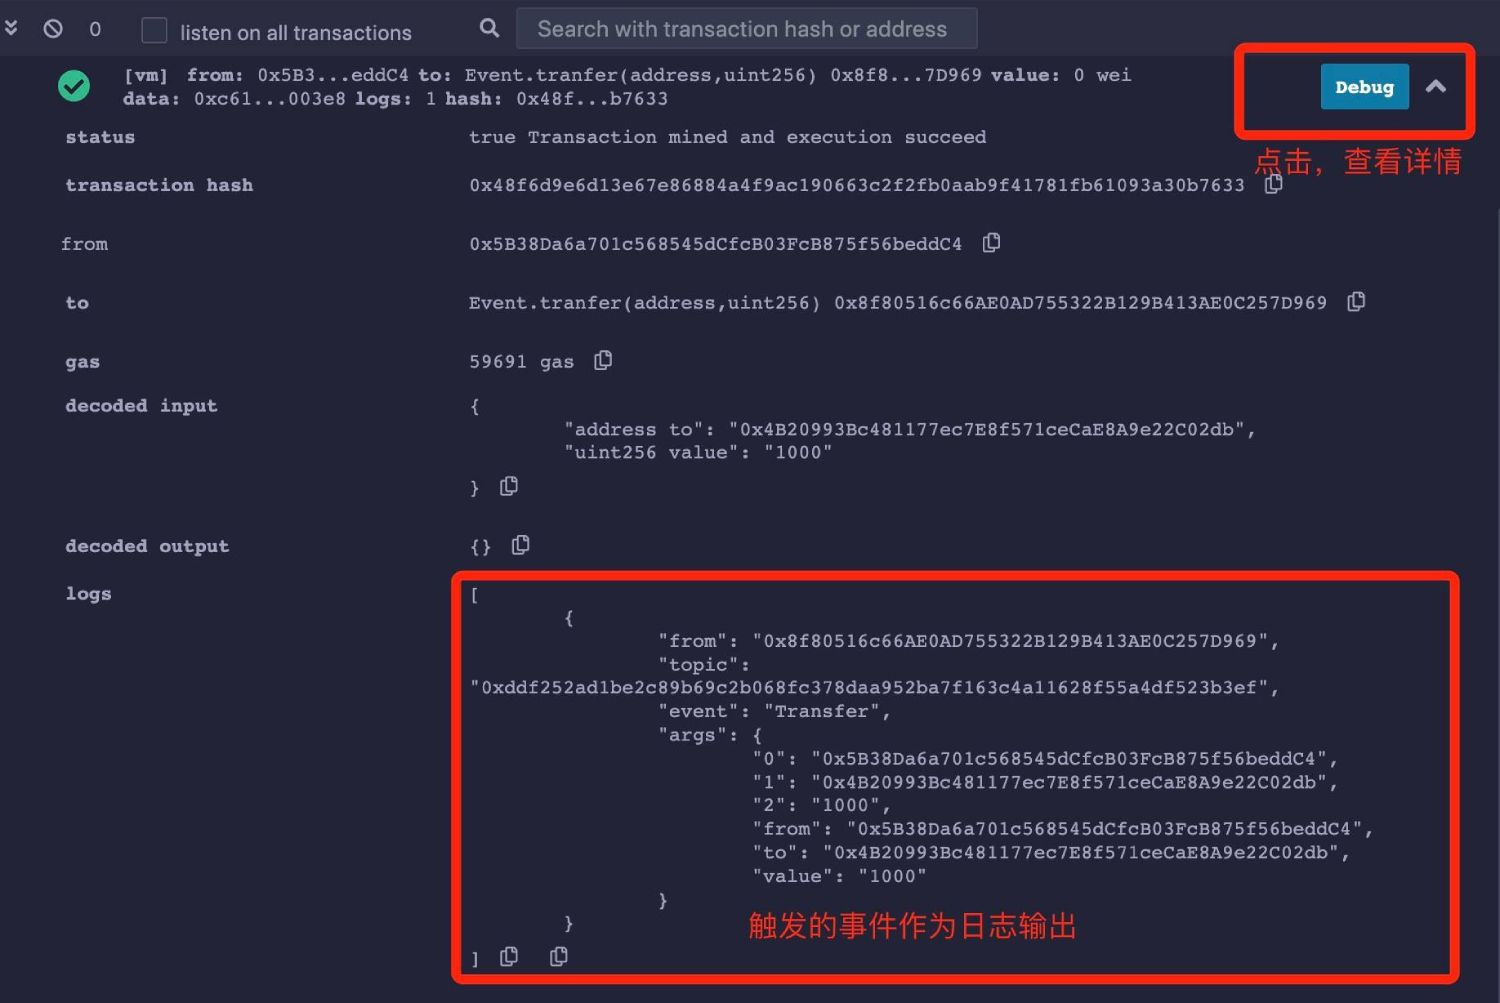 0 listen on all transactions Search with transaction hash or address
[vm] from: 0x5B3...eddC4 to: Event.tranfer(address,uint256) 0x8f8...7D969 value: 0 wei
data: 0xc61...003e8 logs: 1 hash: 0x48f...b7633
Debug
点击，查看详情
status true Transaction mined and execution succeed
transaction hash 0x48f6d9e6d13e67e86884a4f9ac190663c2f2fb0aab9f41781fb61093a30b7633
from 0x5B38Da6a701c568545dCfcB03FcB875f56beddC4
to Event.tranfer(address,uint256) 0x8f80516c66AE0AD755322B129B413AE0C257D969
gas 59691 gas
decoded input {
"address to": "0x4B20993Bc481177ec7E8f571ceCaE8A9e22C02db",
"uint256 value": "1000"
}
decoded output {}
logs [
{
"from": "0x8f80516c66AE0AD755322B129B413AE0C257D969",
"topic":
"0xddf252ad1be2c89b69c2b068fc378daa952ba7f163c4a11628f55a4df523b3ef",
"event": "Transfer",
"args": {
"0": "0x5B38Da6a701c568545dCfcB03FcB875f56beddC4",
"1": "0x4B20993Bc481177ec7E8f571ceCaE8A9e22C02db",
"2": "1000",
"from": "0x5B38Da6a701c568545dCfcB03FcB875f56beddC4",
"to": "0x4B20993Bc481177ec7E8f571ceCaE8A9e22C02db",
"value": "1000"
}
}
触发的事件作为日志输出
]